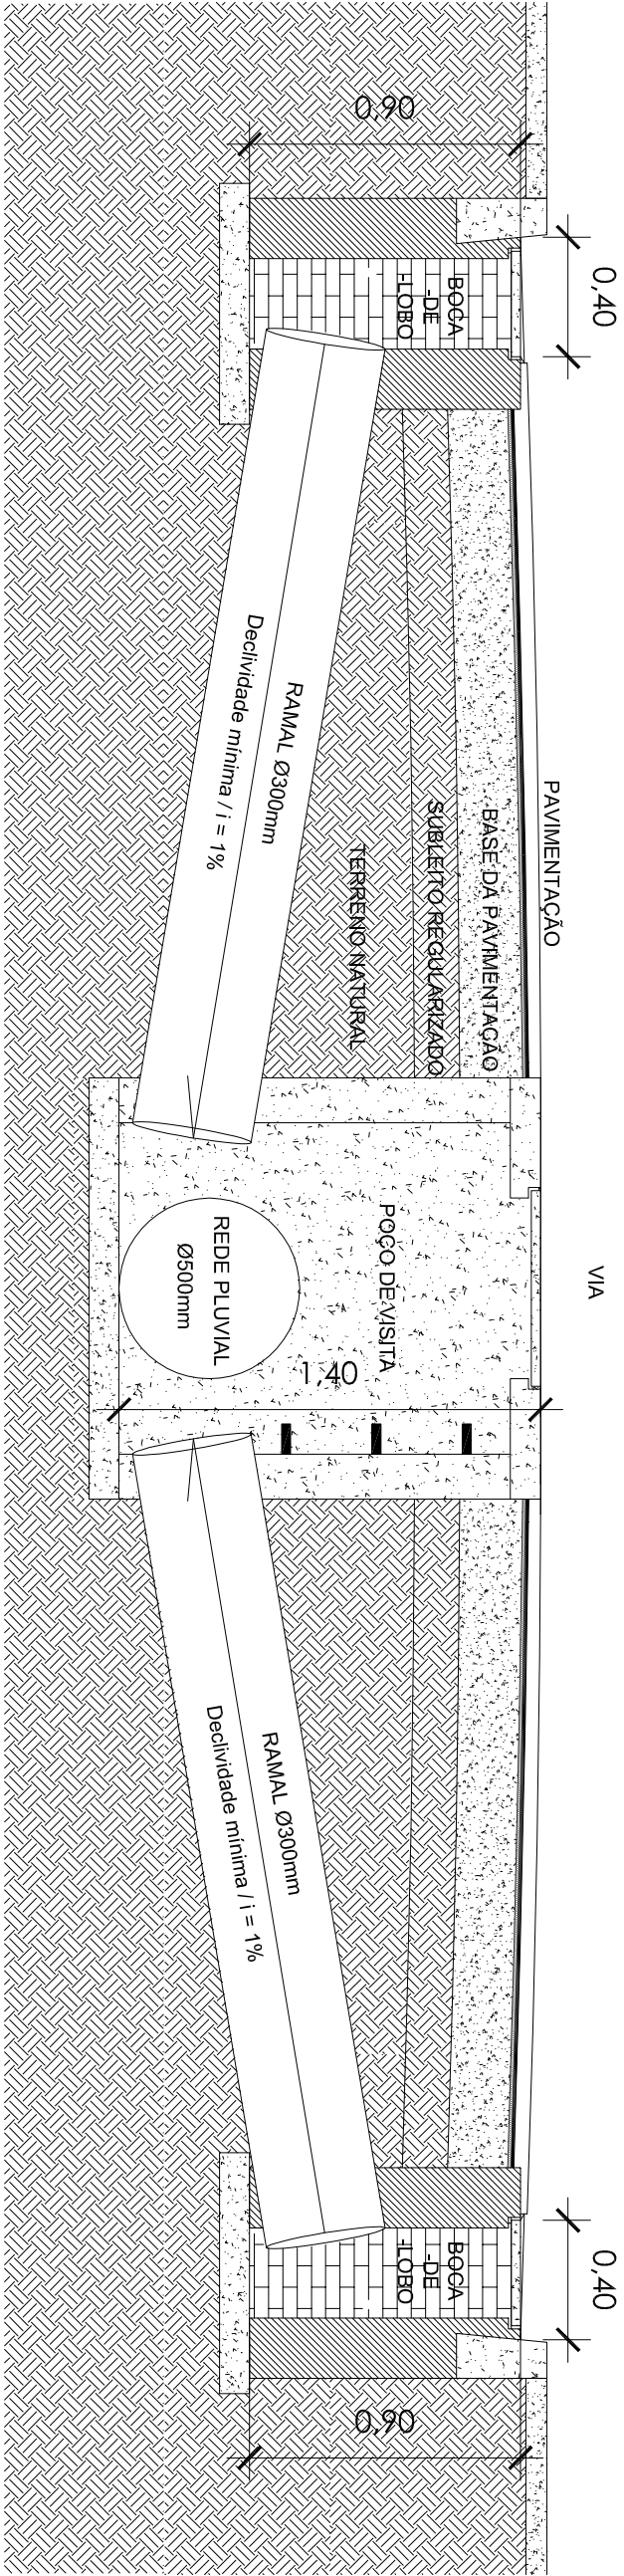 0,90
0,40
BOCA
-DE
-LOBO
RAMAL Ø300mm
Declividade mínima / i = 1%
PAVIMENTAÇÃO
BASE DA PAVIMENTAÇÃO
SUBLEITO REGULARIZADO
TERRENO NATURAL
VIA
POÇO DE VISITA
REDE PLUVIAL
Ø500mm
1,40
RAMAL Ø300mm
Declividade mínima / i = 1%
0,40
BOCA
-DE
-LOBO
0,90